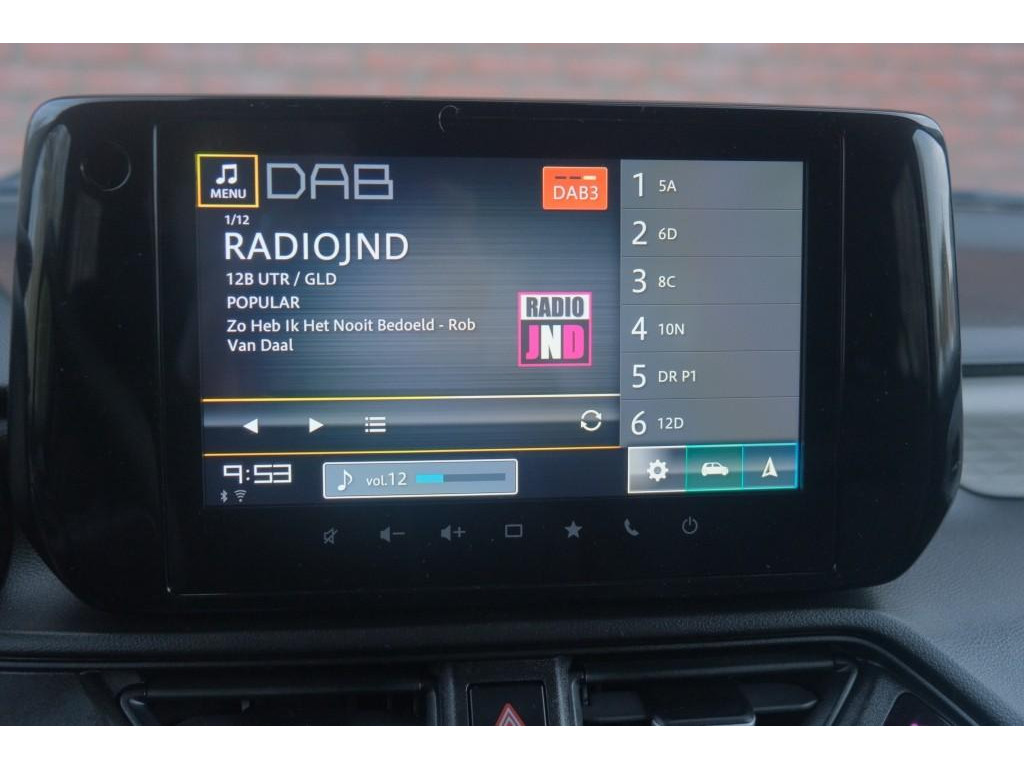 MENU
DAB
DAB3
1/12
RADIOJND
12B UTR / GLD
POPULAR
Zo Heb Ik Het Nooit Bedoeld - Rob
Van Daal
RADIO
JND
1 5A
2 6D
3 8C
4 10N
5 DR P1
6 12D
9:53
vol.12